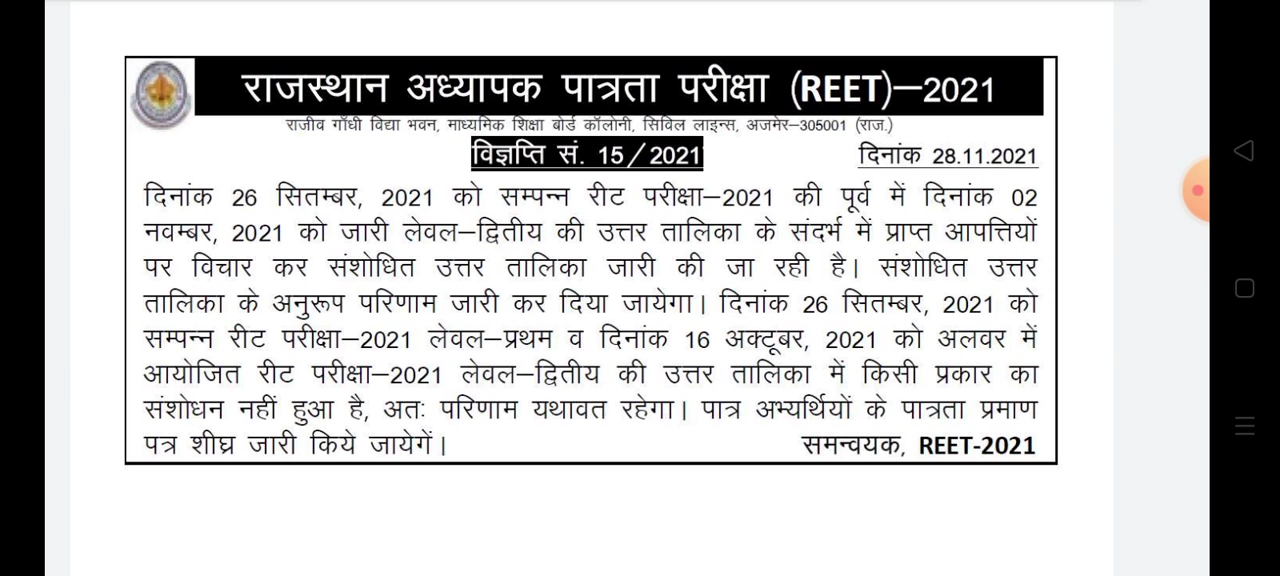 राजस्थान अध्यापक पात्रता परीक्षा (REET)–2021
राजीव गाँधी विद्या भवन, माध्यमिक शिक्षा बोर्ड कॉलोनी, सिविल लाइन्स, अजमेर–305001 (राज.)
विज्ञप्ति सं. 15/2021 दिनांक 28.11.2021
दिनांक 26 सितम्बर, 2021 को सम्पन्न रीट परीक्षा–2021 की पूर्व में दिनांक 02
नवम्बर, 2021 को जारी लेवल–द्वितीय की उत्तर तालिका के संदर्भ में प्राप्त आपत्तियों
पर विचार कर संशोधित उत्तर तालिका जारी की जा रही है। संशोधित उत्तर
तालिका के अनुरूप परिणाम जारी कर दिया जायेगा। दिनांक 26 सितम्बर, 2021 को
सम्पन्न रीट परीक्षा–2021 लेवल–प्रथम व दिनांक 16 अक्टूबर, 2021 को अलवर में
आयोजित रीट परीक्षा–2021 लेवल–द्वितीय की उत्तर तालिका में किसी प्रकार का
संशोधन नहीं हुआ है, अतः परिणाम यथावत रहेगा। पात्र अभ्यर्थियों के पात्रता प्रमाण
पत्र शीघ्र जारी किये जायेगें। समन्वयक, REET-2021